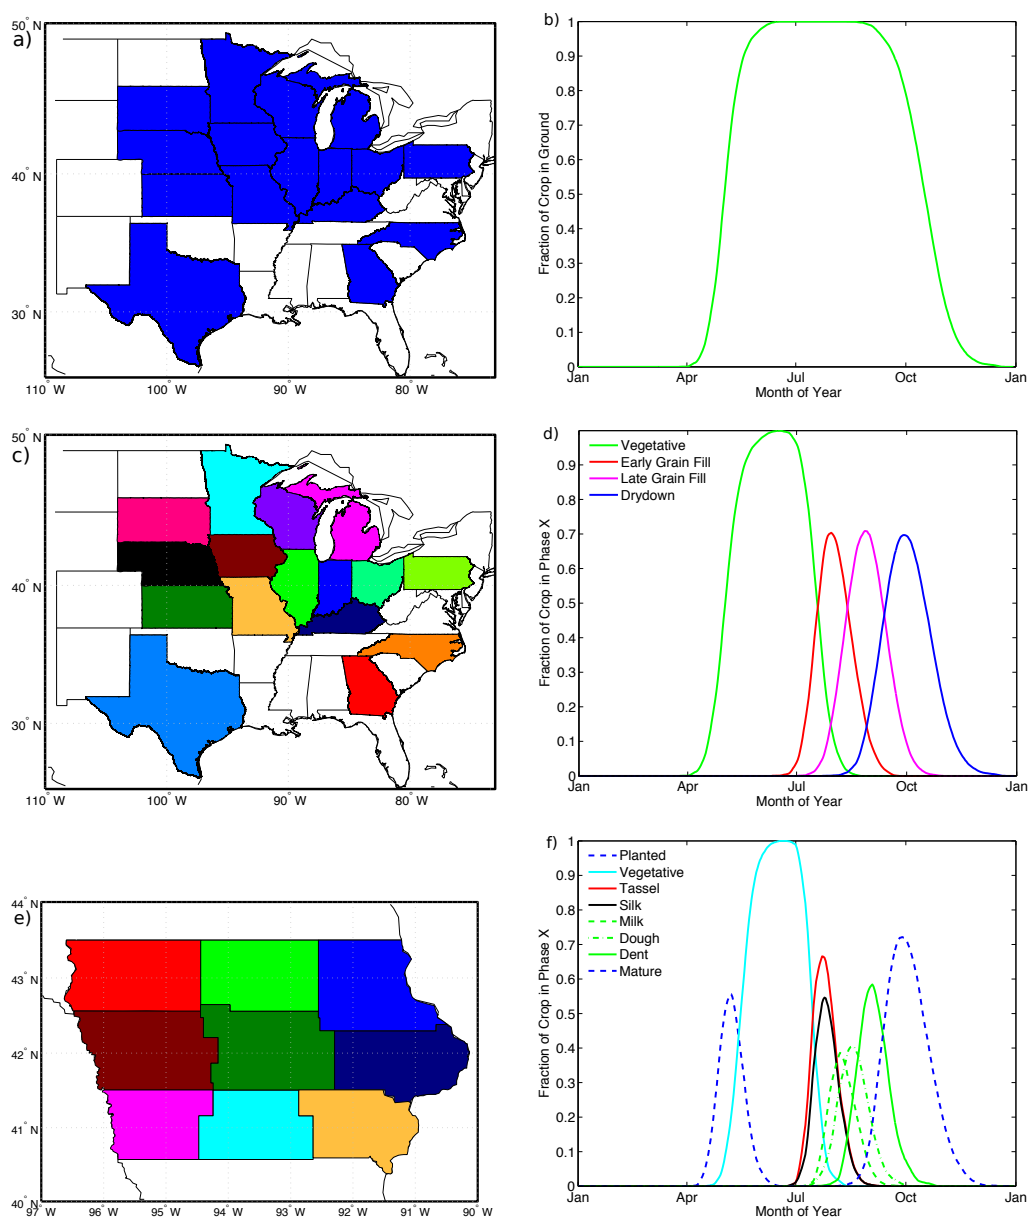 a)
50° N
40° N
30° N
110° W
100° W
90° W
80° W
b)
Fraction of Crop in Ground
1
0.9
0.8
0.7
0.6
0.5
0.4
0.3
0.2
0.1
0
Jan
Apr
Jul
Oct
Jan
Month of Year
c)
50° N
40° N
30° N
110° W
100° W
90° W
80° W
d)
Fraction of Crop in Phase X
1
0.9
0.8
0.7
0.6
0.5
0.4
0.3
0.2
0.1
0
Vegetative
Early Grain Fill
Late Grain Fill
Drydown
Jan
Apr
Jul
Oct
Jan
Month of Year
e)
44° N
43° N
42° N
41° N
40° N
97° W
96° W
95° W
94° W
93° W
92° W
91° W
90° W
f)
Fraction of Crop in Phase X
1
0.9
0.8
0.7
0.6
0.5
0.4
0.3
0.2
0.1
0
Planted
Vegetative
Tassel
Silk
Milk
Dough
Dent
Mature
Jan
Apr
Jul
Oct
Jan
Month of Year